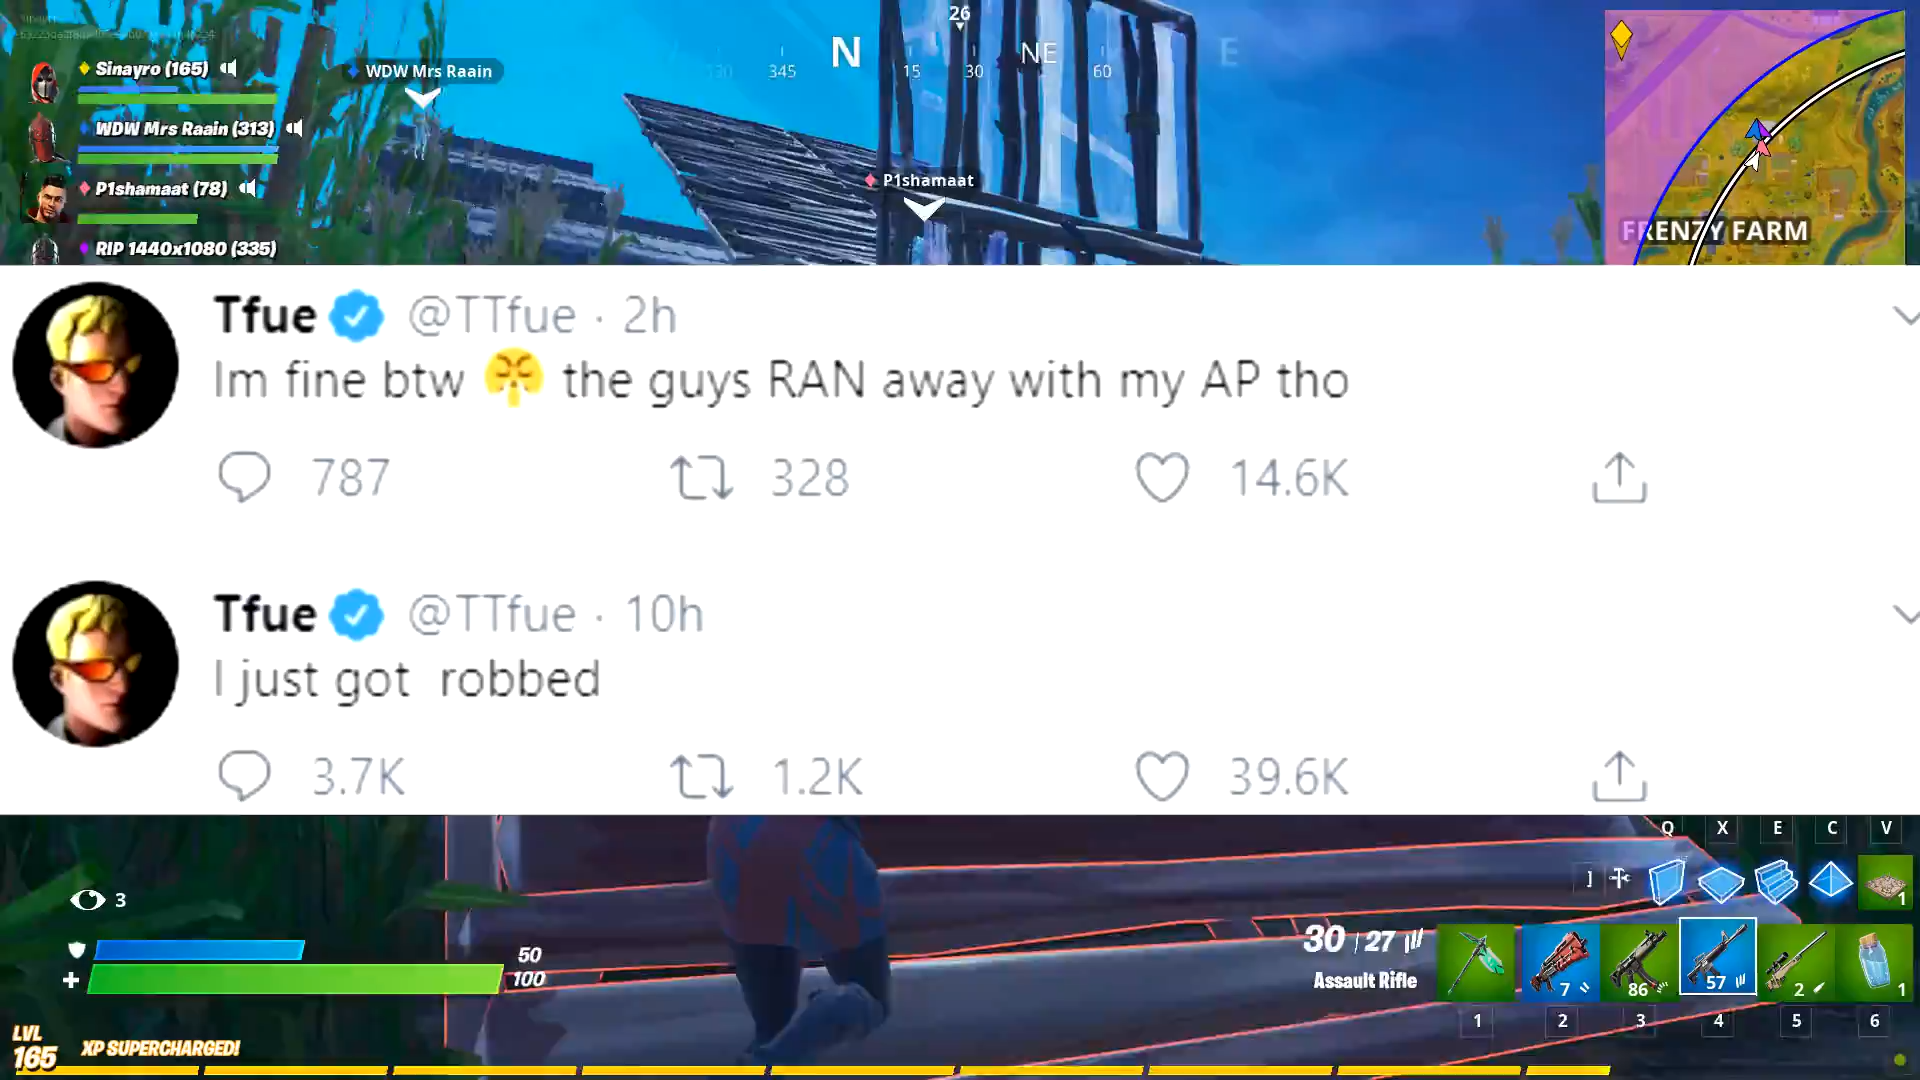 26
N
NE
E
345
15
30
60
Sinayro (165)
WDW Mrs Raain
WDW Mrs Raain (313)
P1shamaat (78)
P1shamaat
RIP 1440x1080 (335)
FRENZY FARM
Tfue @TTfue · 2h
Im fine btw 😤 the guys RAN away with my AP tho
787 328 14.6K
Tfue @TTfue · 10h
I just got robbed
3.7K 1.2K 39.6K
Q X E C V
3
1
50
30 | 27
100
Assault Rifle
7 86 57 2 1
1 2 3 4 5 6
LVL
165
XP SUPERCHARGED!